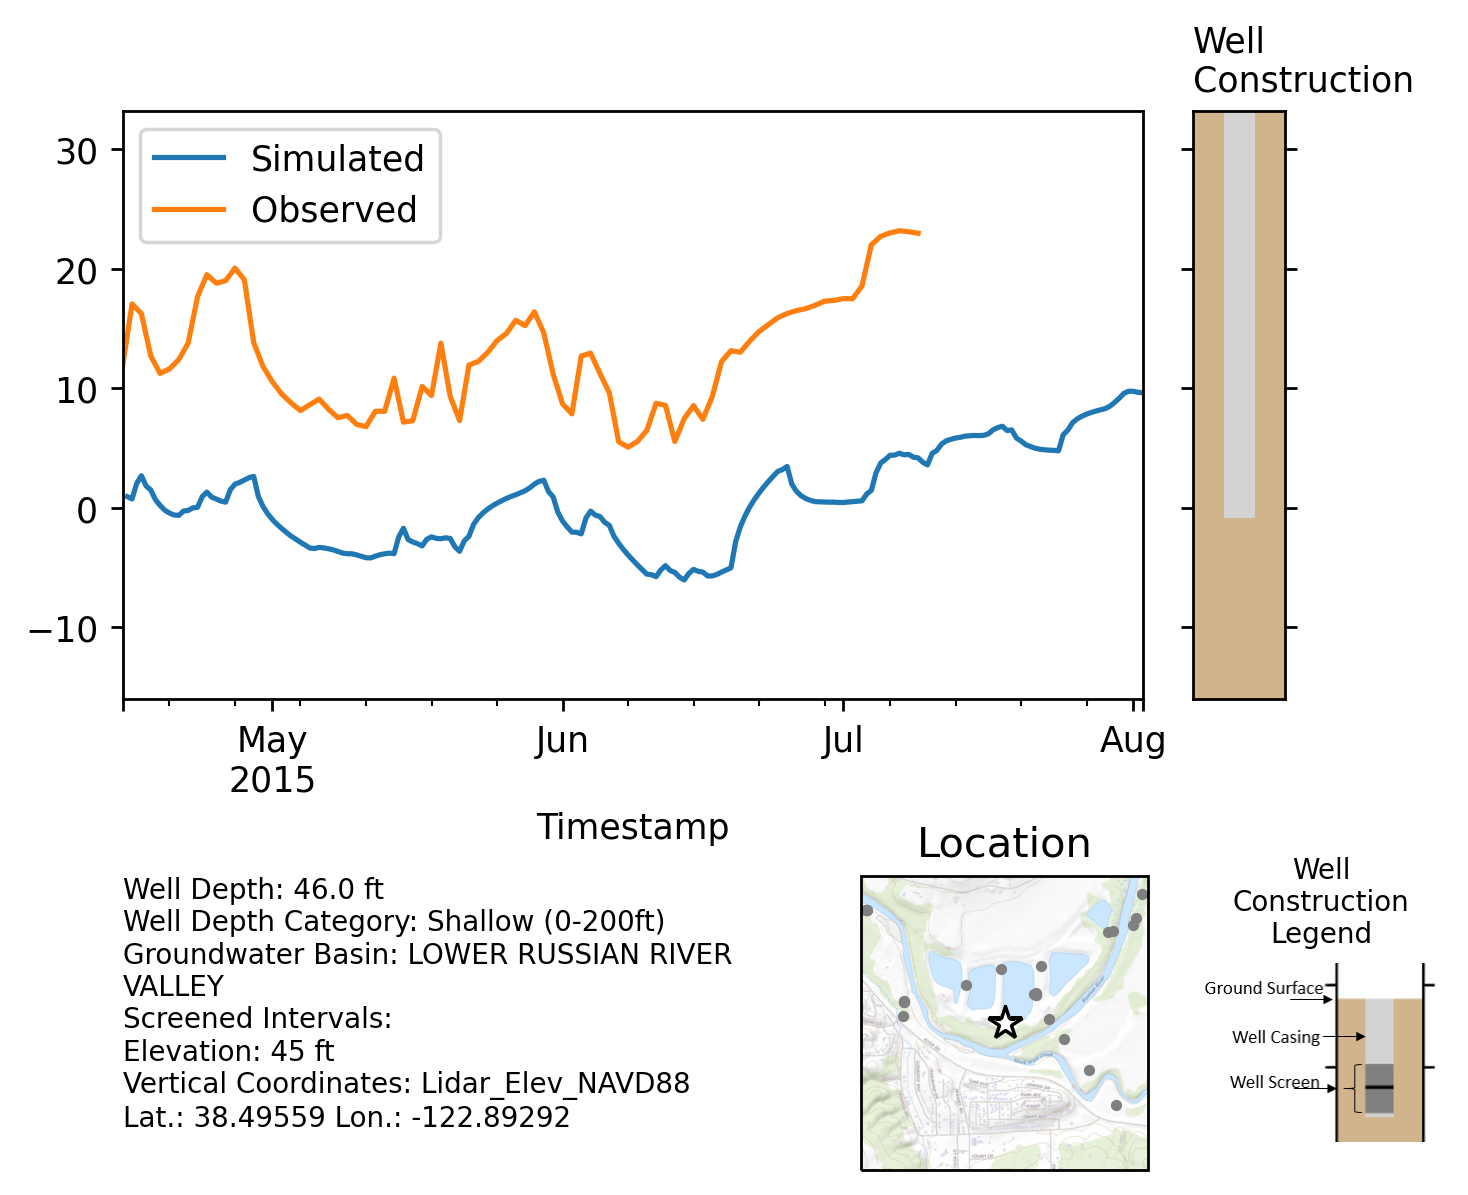 Well
Construction
30
20
10
0
−10
Simulated
Observed
May
2015
Jun
Jul
Aug
Timestamp
Well Depth: 46.0 ft
Well Depth Category: Shallow (0-200ft)
Groundwater Basin: LOWER RUSSIAN RIVER
VALLEY
Screened Intervals:
Elevation: 45 ft
Vertical Coordinates: Lidar_Elev_NAVD88
Lat.: 38.49559 Lon.: -122.89292
Location
Well
Construction
Legend
Ground Surface
Well Casing
Well Screen